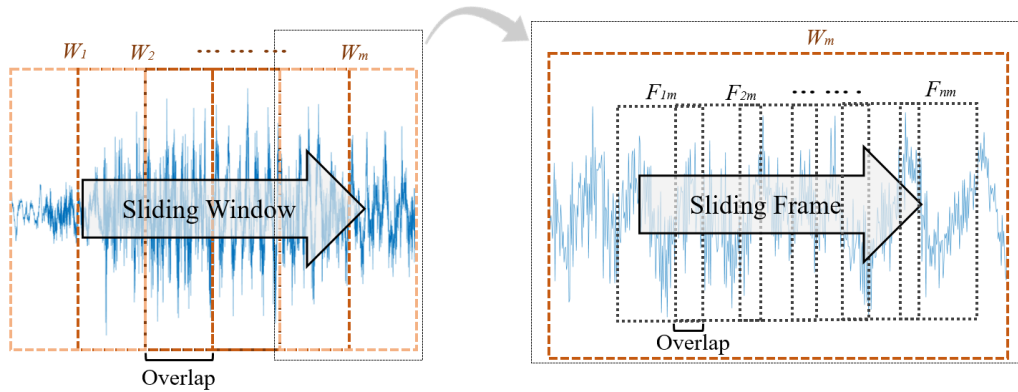 W1 W2 ... ... ... Wm
Sliding Window
Overlap
Wm
F1m F2m ... ... Fnm
Sliding Frame
Overlap